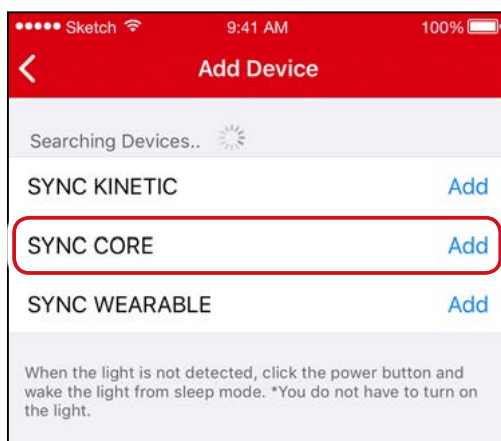 Sketch 9:41 AM 100%
Add Device
Searching Devices..
SYNC KINETIC Add
SYNC CORE Add
SYNC WEARABLE Add
When the light is not detected, click the power button and
wake the light from sleep mode. *You do not have to turn on
the light.